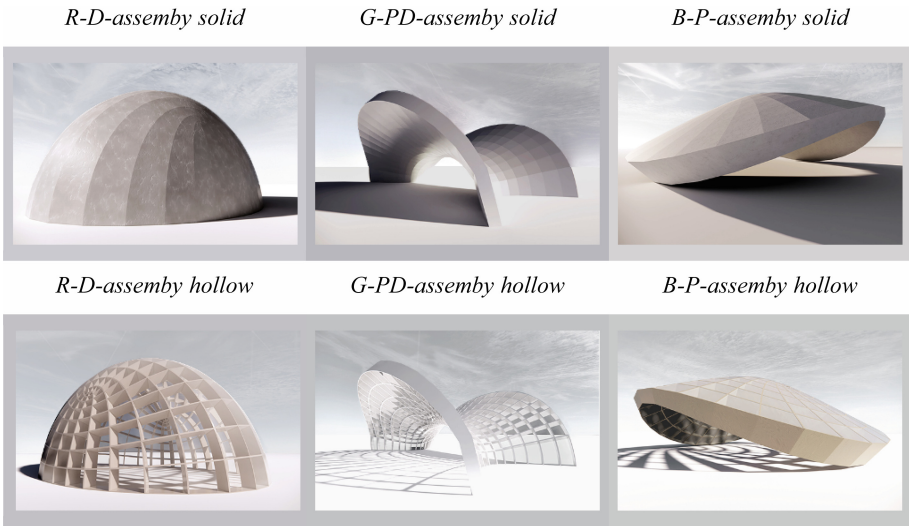 R-D-assemby solid
G-PD-assemby solid
B-P-assemby solid
R-D-assemby hollow
G-PD-assemby hollow
B-P-assemby hollow